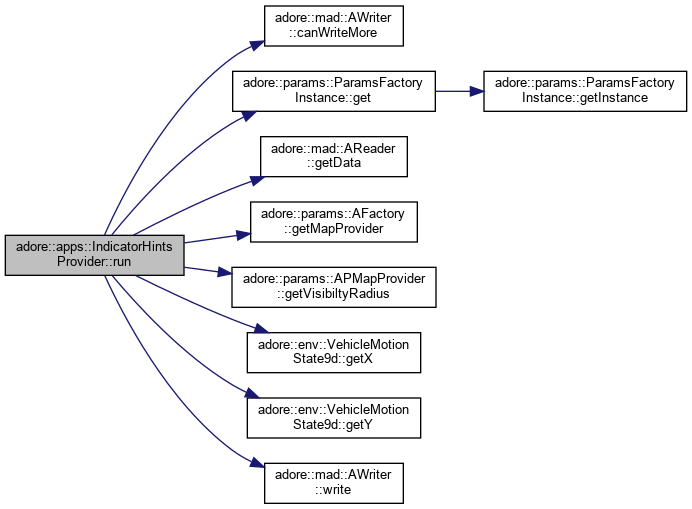 adore::mad::AWriter
::canWriteMore
adore::params::ParamsFactory
Instance::get
adore::params::ParamsFactory
Instance::getInstance
adore::mad::AReader
::getData
adore::params::AFactory
::getMapProvider
adore::apps::IndicatorHints
Provider::run
adore::params::APMapProvider
::getVisibiltyRadius
adore::env::VehicleMotion
State9d::getX
adore::env::VehicleMotion
State9d::getY
adore::mad::AWriter
::write